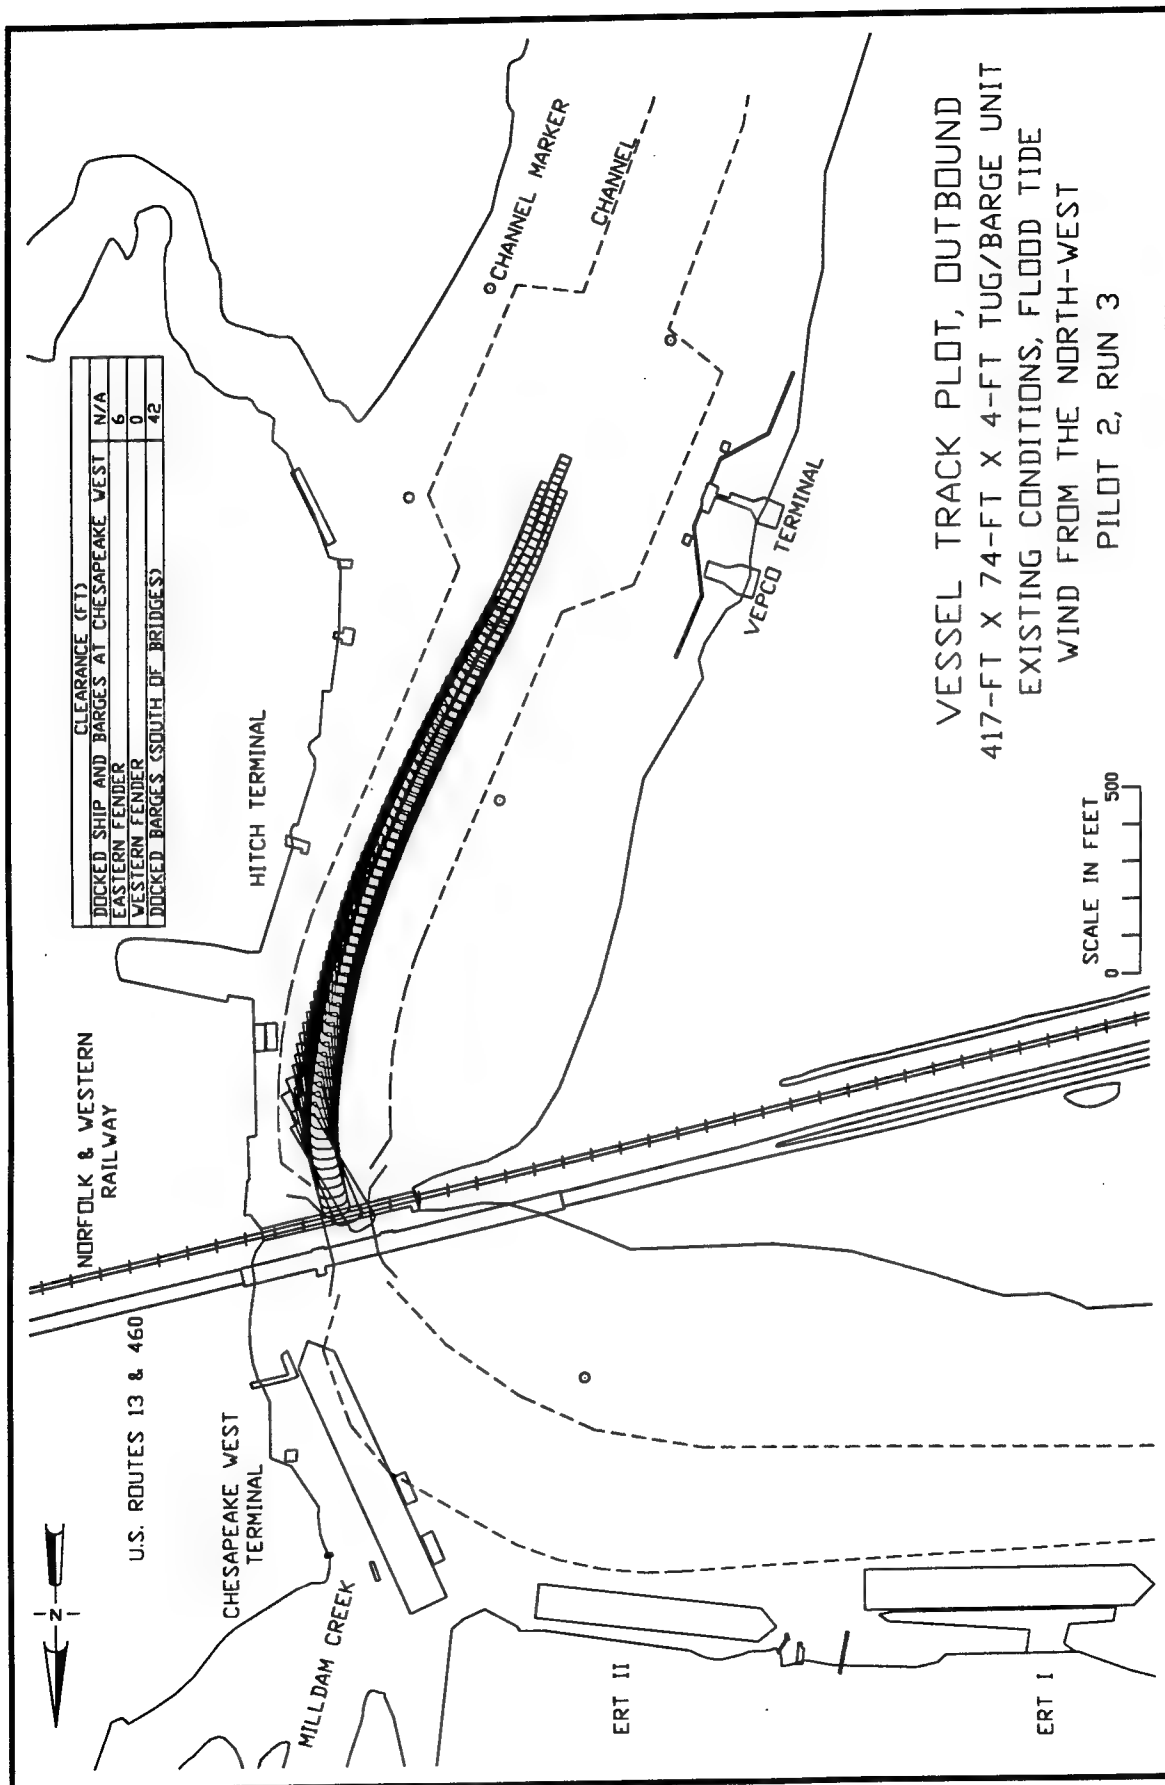 CLEARANCE (FT)
DOCKED SHIP AND BARGES AT CHESAPEAKE WEST N/A
EASTERN FENDER 6
WESTERN FENDER 0
DOCKED BARGES (SOUTH OF BRIDGES) 42
N
U.S. ROUTES 13 & 460
NORFOLK & WESTERN
RAILWAY
HITCH TERMINAL
CHESAPEAKE WEST
TERMINAL
MILLDAM CREEK
CHANNEL MARKER
CHANNEL
VEPCO TERMINAL
ERT II
ERT I
SCALE IN FEET
0 500
VESSEL TRACK PLOT, OUTBOUND
417-FT X 74-FT X 4-FT TUG/BARGE UNIT
EXISTING CONDITIONS, FLOOD TIDE
WIND FROM THE NORTH-WEST
PILOT 2, RUN 3